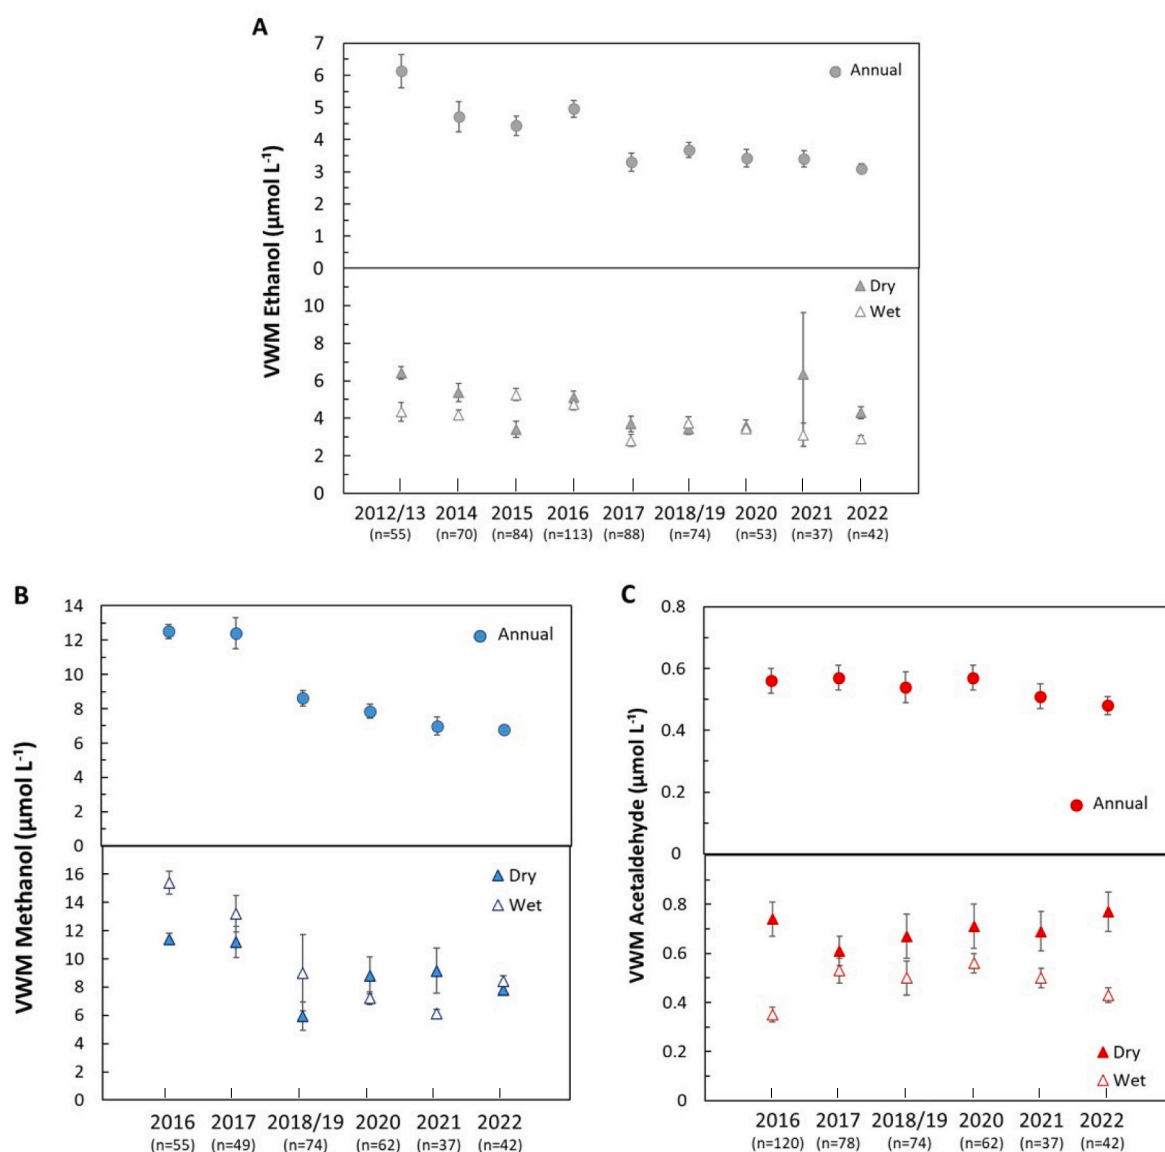 A
VWM Ethanol (µmol L⁻¹)
7
6
5
4
3
2
1
0
Annual
10
8
6
4
2
0
Dry
Wet
2012/13 2014 2015 2016 2017 2018/19 2020 2021 2022
(n=55) (n=70) (n=84) (n=113) (n=88) (n=74) (n=53) (n=37) (n=42)
B
VWM Methanol (µmol L⁻¹)
14
12
10
8
6
4
2
0
Annual
16
14
12
10
8
6
4
2
0
Dry
Wet
2016 2017 2018/19 2020 2021 2022
(n=55) (n=49) (n=74) (n=62) (n=37) (n=42)
C
VWM Acetaldehyde (µmol L⁻¹)
0.8
0.6
0.4
0.2
0
Annual
0.8
0.6
0.4
0.2
0
Dry
Wet
2016 2017 2018/19 2020 2021 2022
(n=120) (n=78) (n=74) (n=62) (n=37) (n=42)